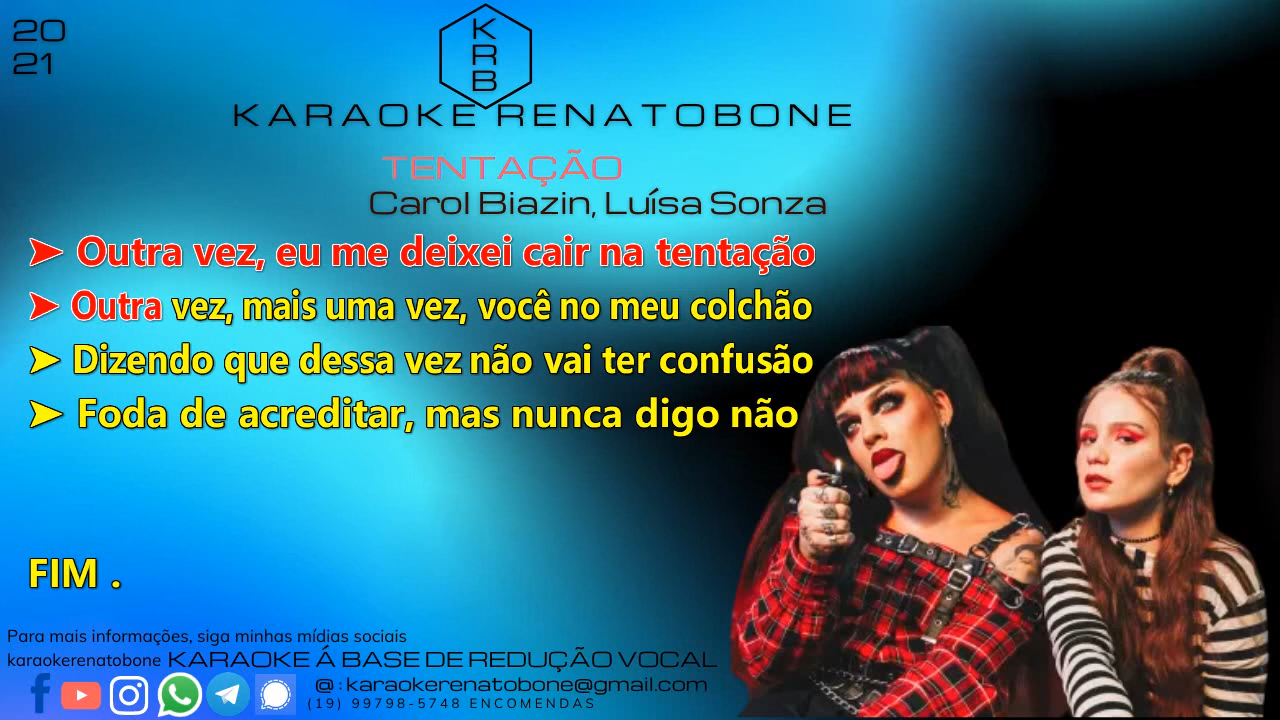 20
21
K
R
B
KARAOKE RENATOBONE
TENTAÇÃO
Carol Biazin, Luísa Sonza
➤ Outra vez, eu me deixei cair na tentação
➤ Outra vez, mais uma vez, você no meu colchão
➤ Dizendo que dessa vez não vai ter confusão
➤ Foda de acreditar, mas nunca digo não
FIM .
Para mais informações, siga minhas mídias sociais
karaokerenatobone KARAOKE Á BASE DE REDUÇÃO VOCAL
@:karaokerenatobone@gmail.com
(19) 99798-5748 ENCOMENDAS